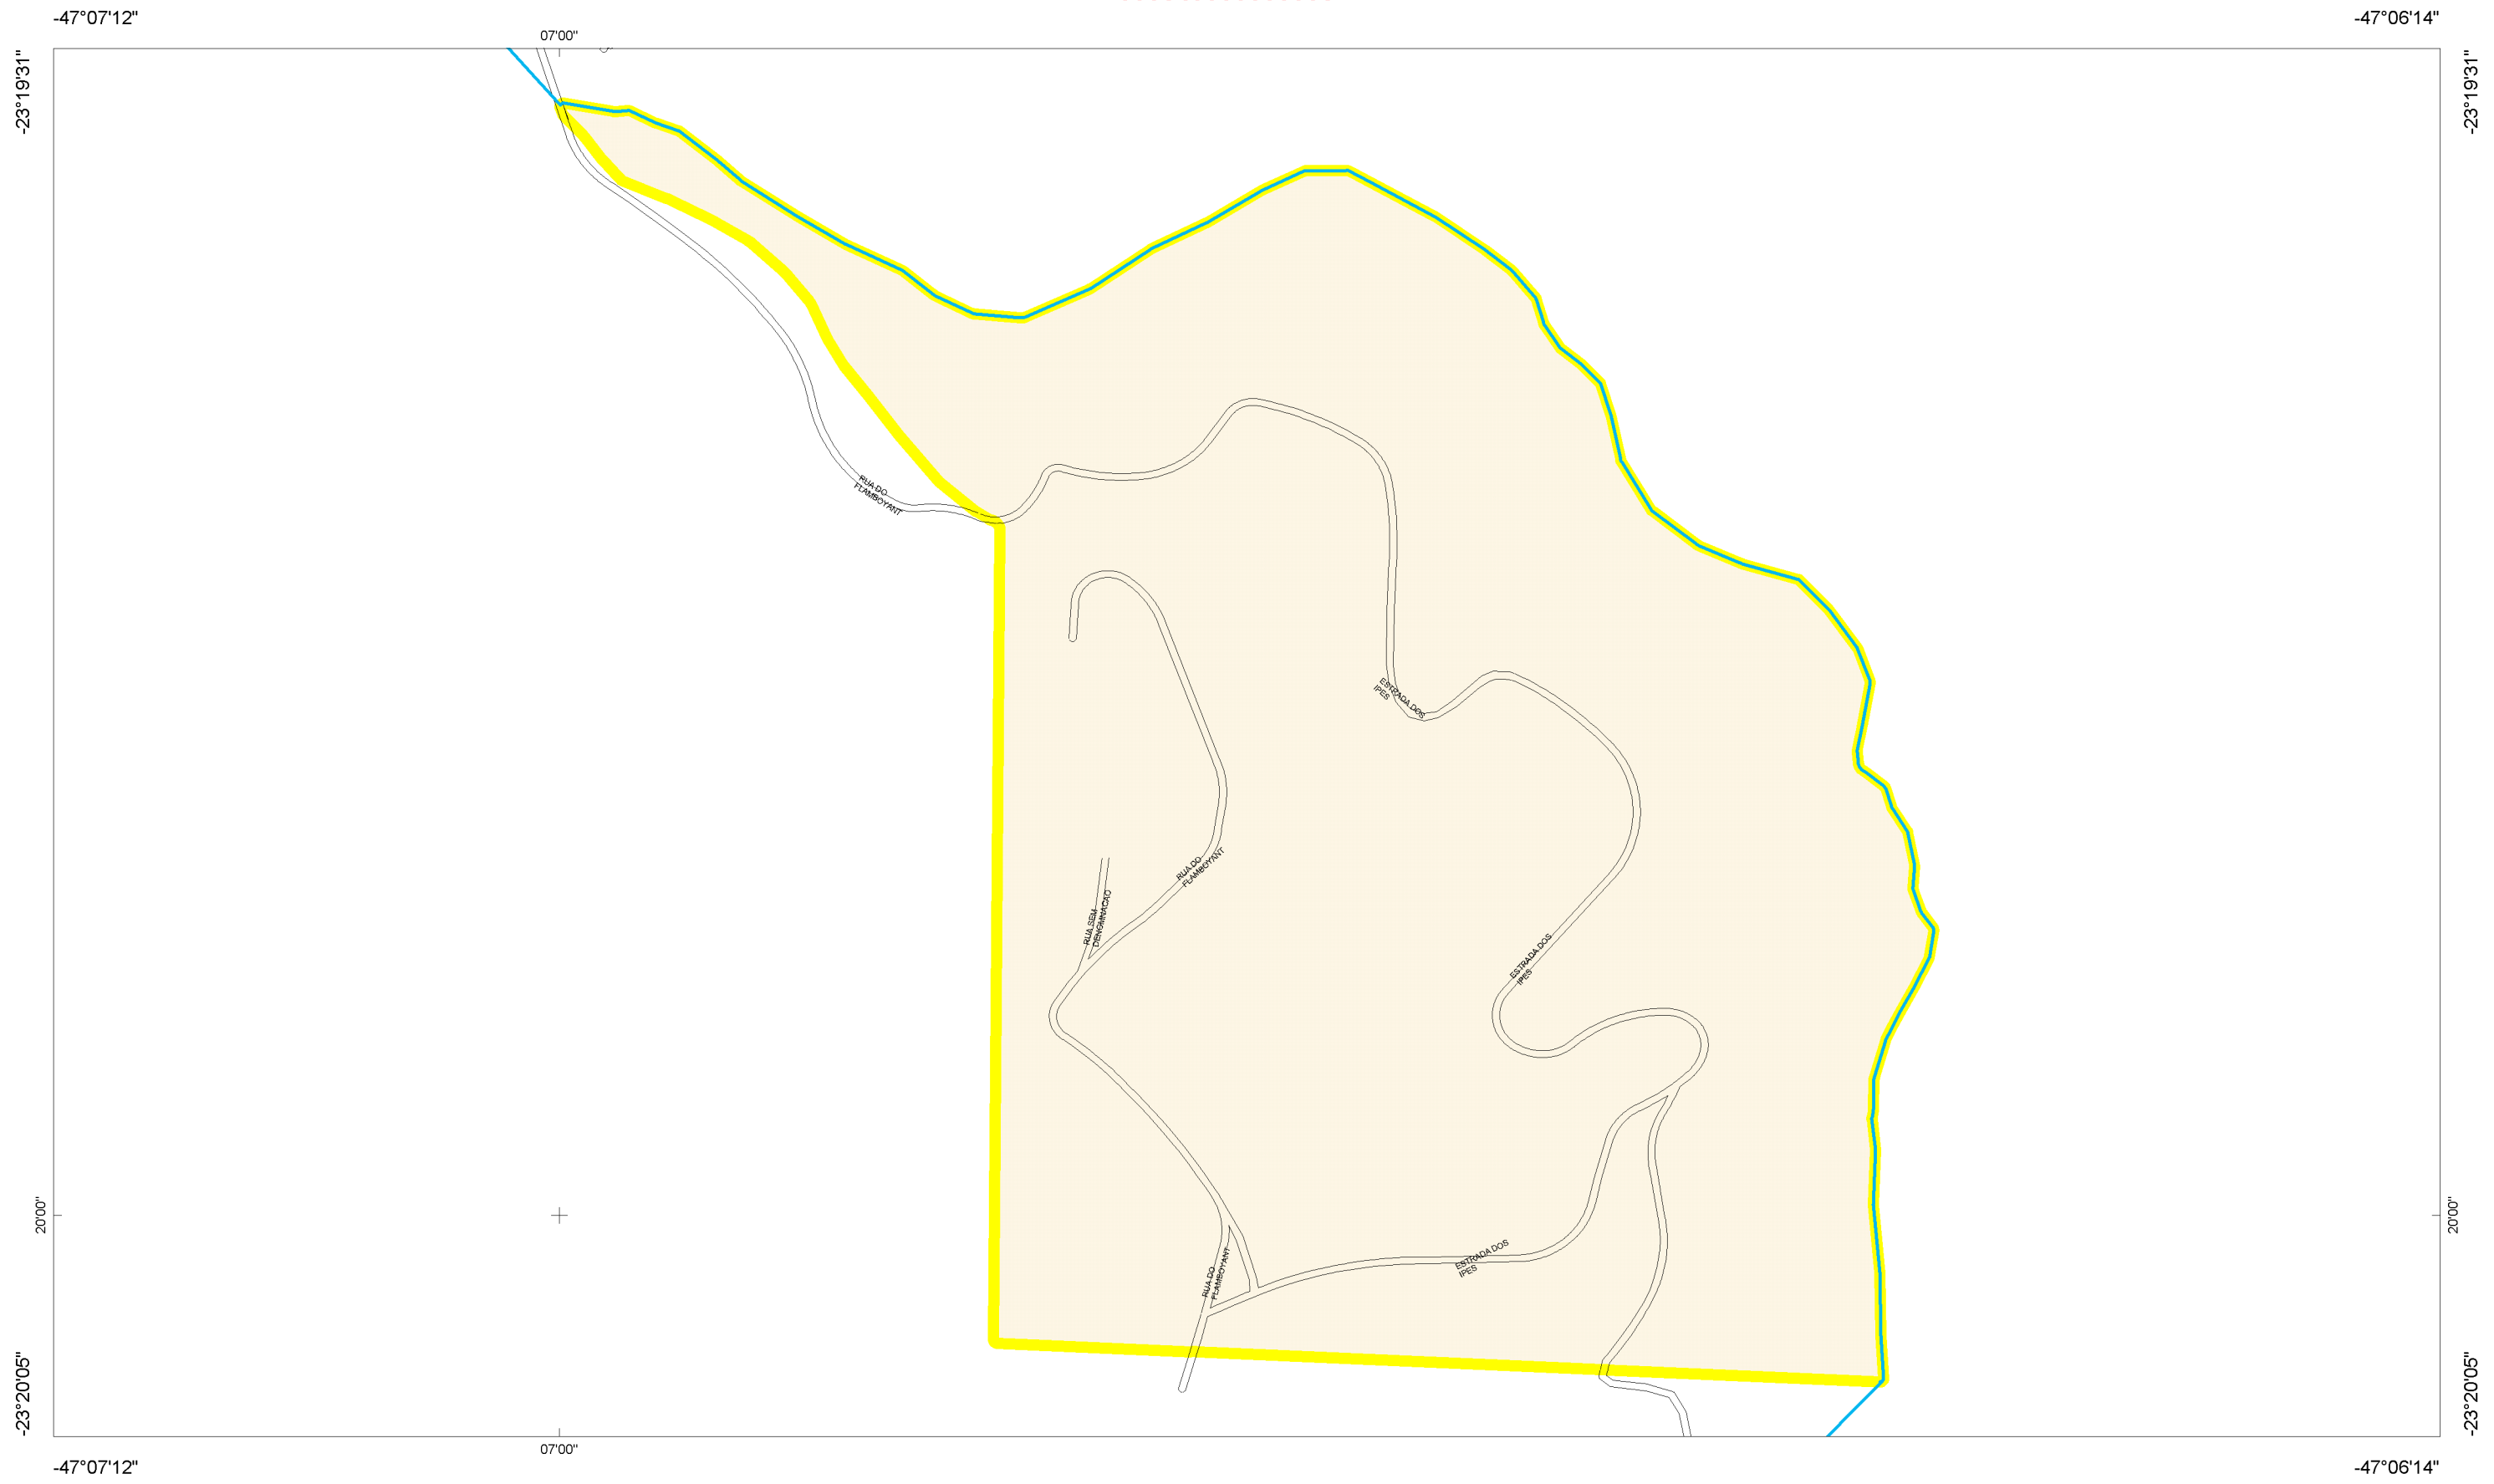 -47°07'12"
-47°06'14"
07'00"
-23°19'31"
-23°19'31"
RUA DO
FLAMBOYANT
ESTRADA DOS
IPES
RUA DO
FLAMBOYANT
RUA SEM
DENOMINACAO
ESTRADA DOS
IPES
20'00"
20'00"
ESTRADA DOS
IPES
RUA DO
FLAMBOYANT
-23°20'05"
-23°20'05"
07'00"
-47°07'12"
-47°06'14"